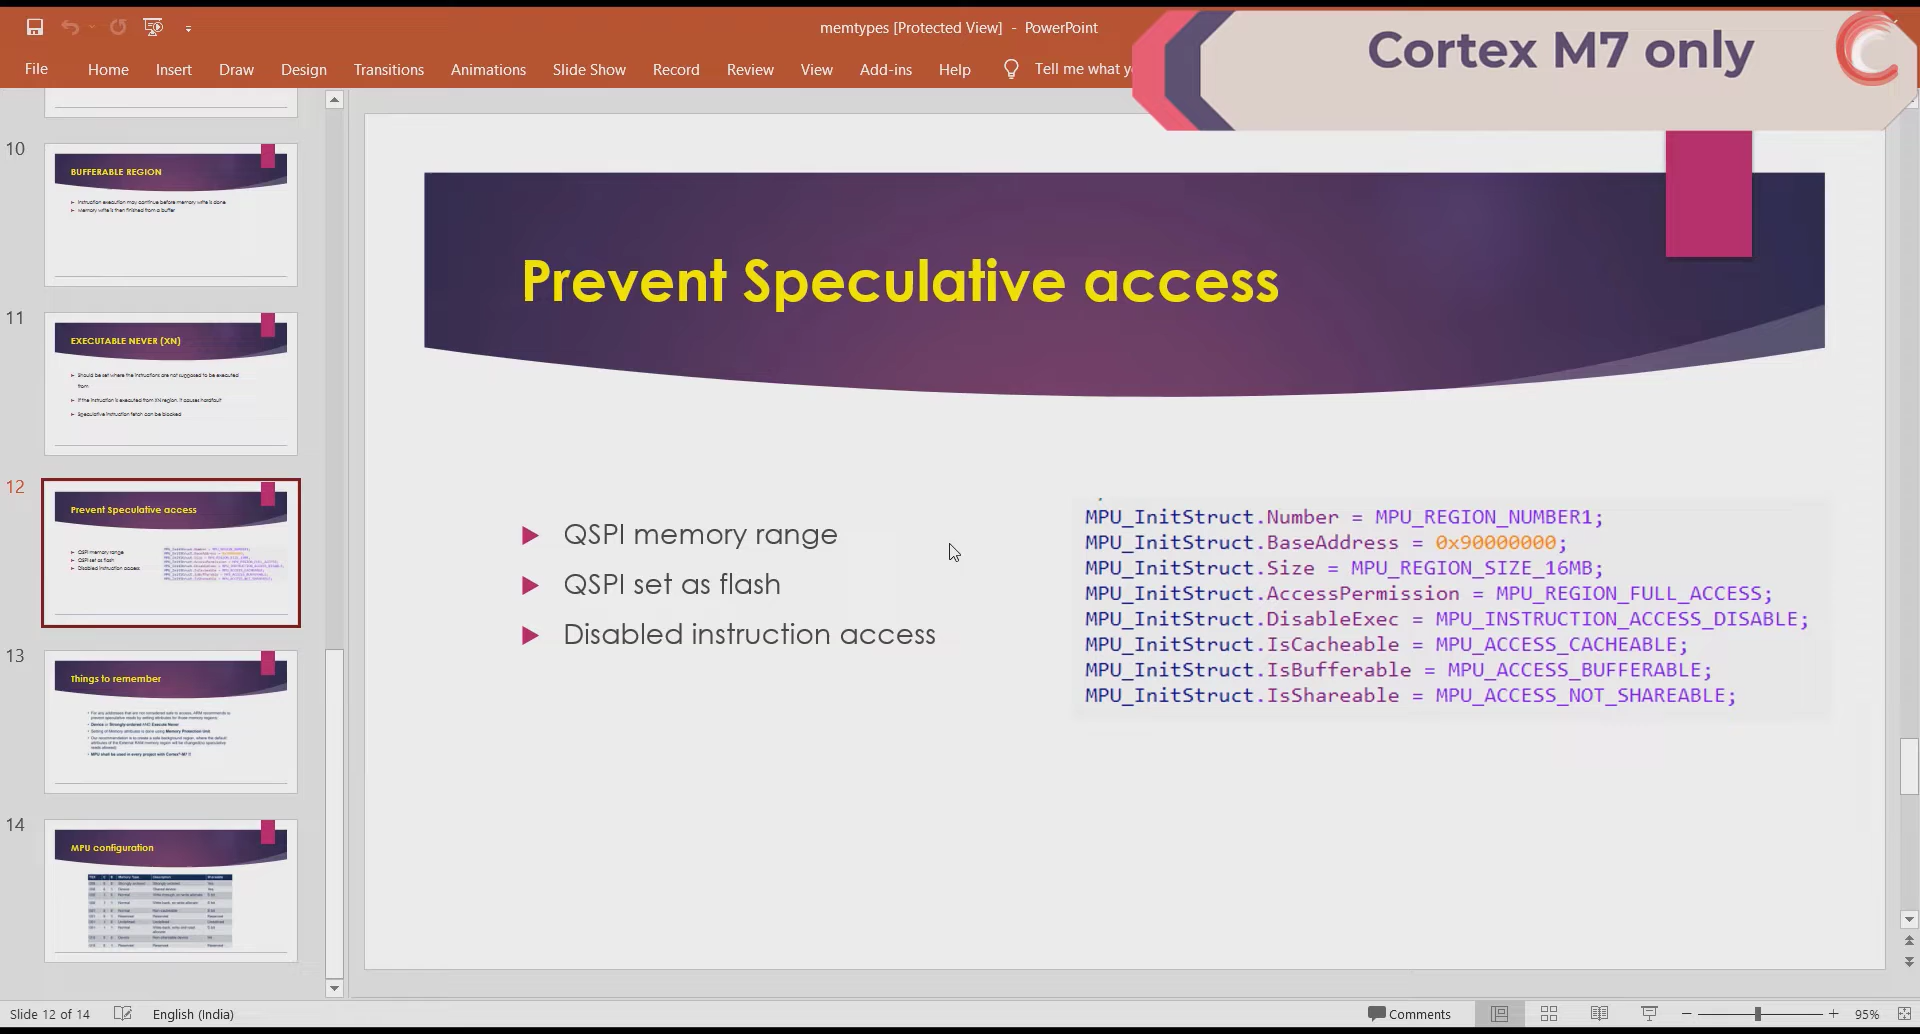 memtypes [Protected View] - PowerPoint
Cortex M7 only
File Home Insert Draw Design Transitions Animations Slide Show Record Review View Add-ins Help Tell me what y
10
BUFFERABLE REGION
Instruction execution may continue before memory write is done
Memory write is then finished from a buffer
11
EXECUTABLE NEVER (XN)
Should be set where the instructions are not supposed to be executed
from
If the instruction is executed from XN region, it causes hardfault
Speculative instruction fetch can be blocked
12
Prevent Speculative access
QSPI memory range
QSPI set as flash
Disabled instruction access
13
Things to remember
14
MPU configuration
Prevent Speculative access
QSPI memory range
QSPI set as flash
Disabled instruction access
MPU_InitStruct.Number = MPU_REGION_NUMBER1;
MPU_InitStruct.BaseAddress = 0x90000000;
MPU_InitStruct.Size = MPU_REGION_SIZE_16MB;
MPU_InitStruct.AccessPermission = MPU_REGION_FULL_ACCESS;
MPU_InitStruct.DisableExec = MPU_INSTRUCTION_ACCESS_DISABLE;
MPU_InitStruct.IsCacheable = MPU_ACCESS_CACHEABLE;
MPU_InitStruct.IsBufferable = MPU_ACCESS_BUFFERABLE;
MPU_InitStruct.IsShareable = MPU_ACCESS_NOT_SHAREABLE;
Slide 12 of 14 English (India) Comments 95%